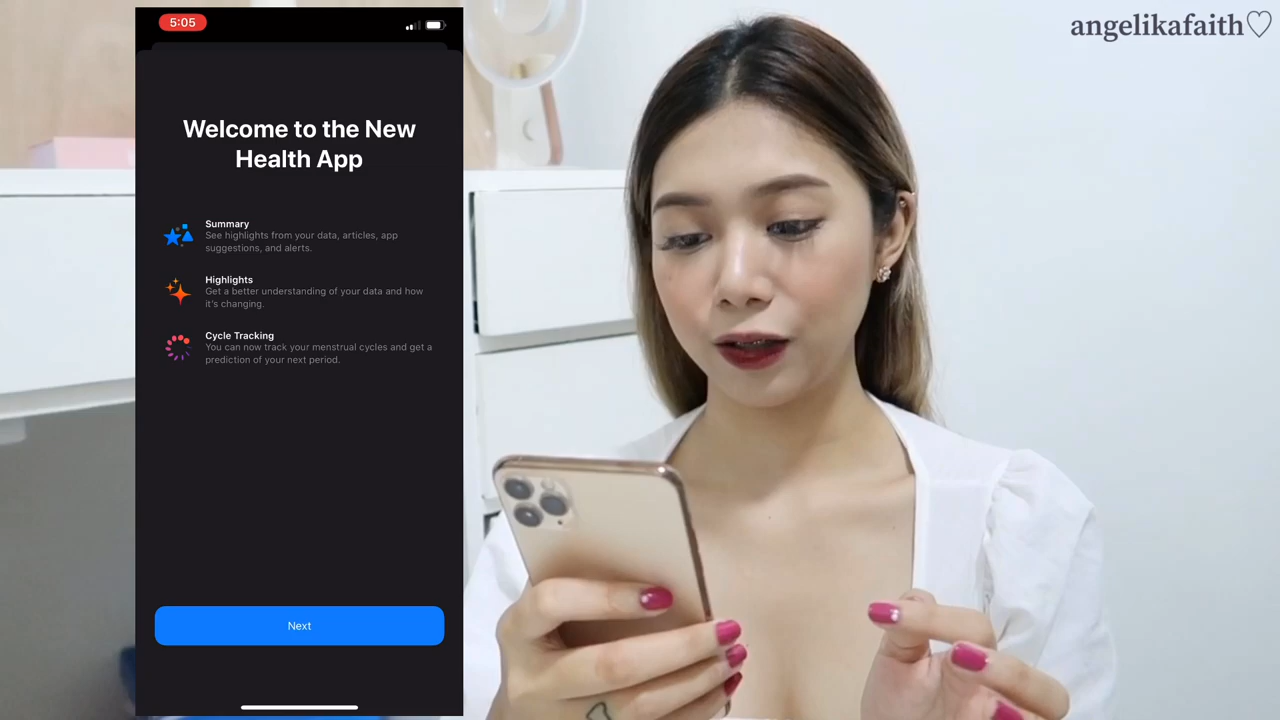 5:05
angelikafaith♡
Welcome to the New
Health App
Summary
See highlights from your data, articles, app
suggestions, and alerts.
Highlights
Get a better understanding of your data and how
it's changing.
Cycle Tracking
You can now track your menstrual cycles and get a
prediction of your next period.
Next